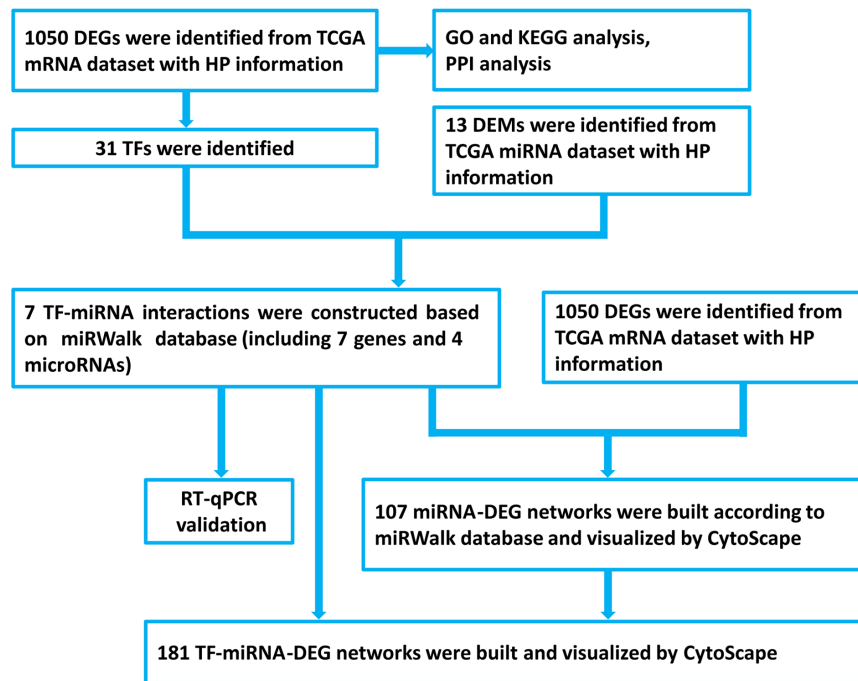 1050 DEGs were identified from TCGA
mRNA dataset with HP information
GO and KEGG analysis,
PPI analysis
31 TFs were identified
13 DEMs were identified from
TCGA miRNA dataset with HP
information
7 TF-miRNA interactions were constructed based
on miRWalk database (including 7 genes and 4
microRNAs)
1050 DEGs were identified from
TCGA mRNA dataset with HP
information
RT-qPCR
validation
107 miRNA-DEG networks were built according to
miRWalk database and visualized by CytoScape
181 TF-miRNA-DEG networks were built and visualized by CytoScape